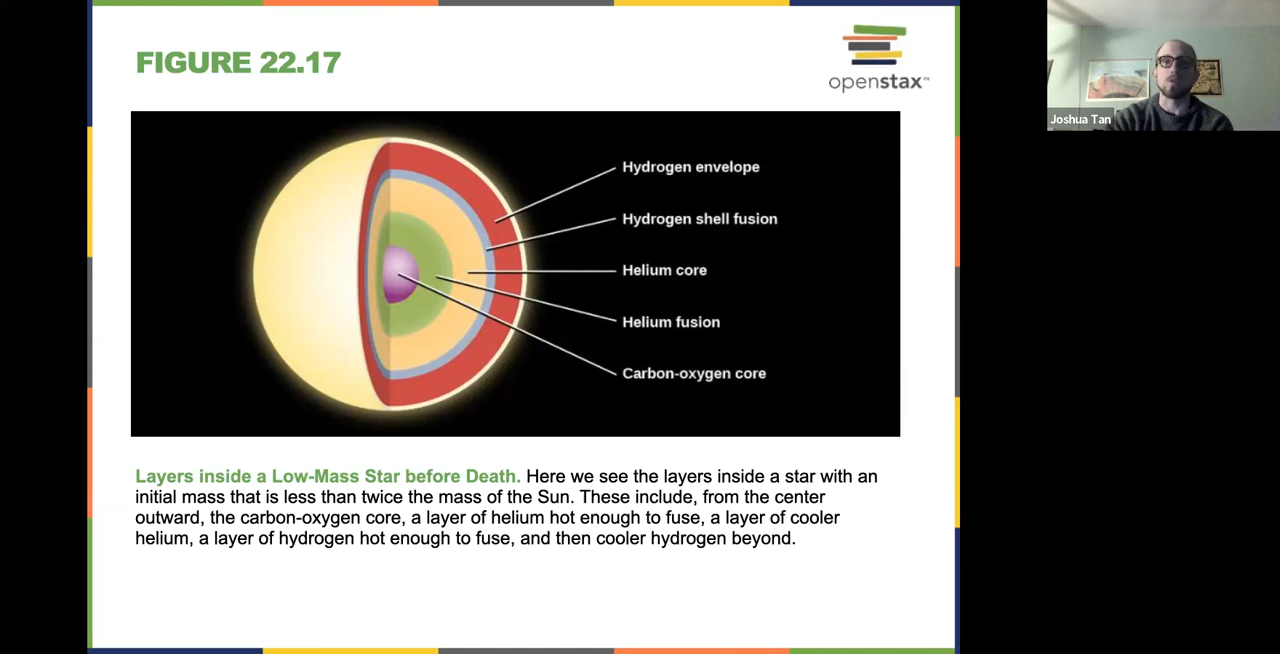 FIGURE 22.17
openstax™
Joshua Tan
Hydrogen envelope
Hydrogen shell fusion
Helium core
Helium fusion
Carbon-oxygen core
Layers inside a Low-Mass Star before Death. Here we see the layers inside a star with an
initial mass that is less than twice the mass of the Sun. These include, from the center
outward, the carbon-oxygen core, a layer of helium hot enough to fuse, a layer of cooler
helium, a layer of hydrogen hot enough to fuse, and then cooler hydrogen beyond.